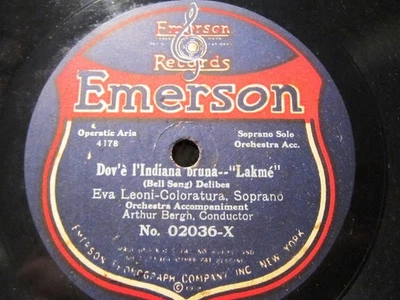 Emerson
Records
Emerson
Operatic Aria
4178
Soprano Solo
Orchestra Acc.
Dov'è l'Indiana bruna--"Lakmé"
(Bell Song) Delibes
Eva Leoni-Coloratura, Soprano
Orchestra Accompaniment
Arthur Bergh, Conductor
No. 02036-X
EMERSON PHONOGRAPH COMPANY INC. NEW YORK